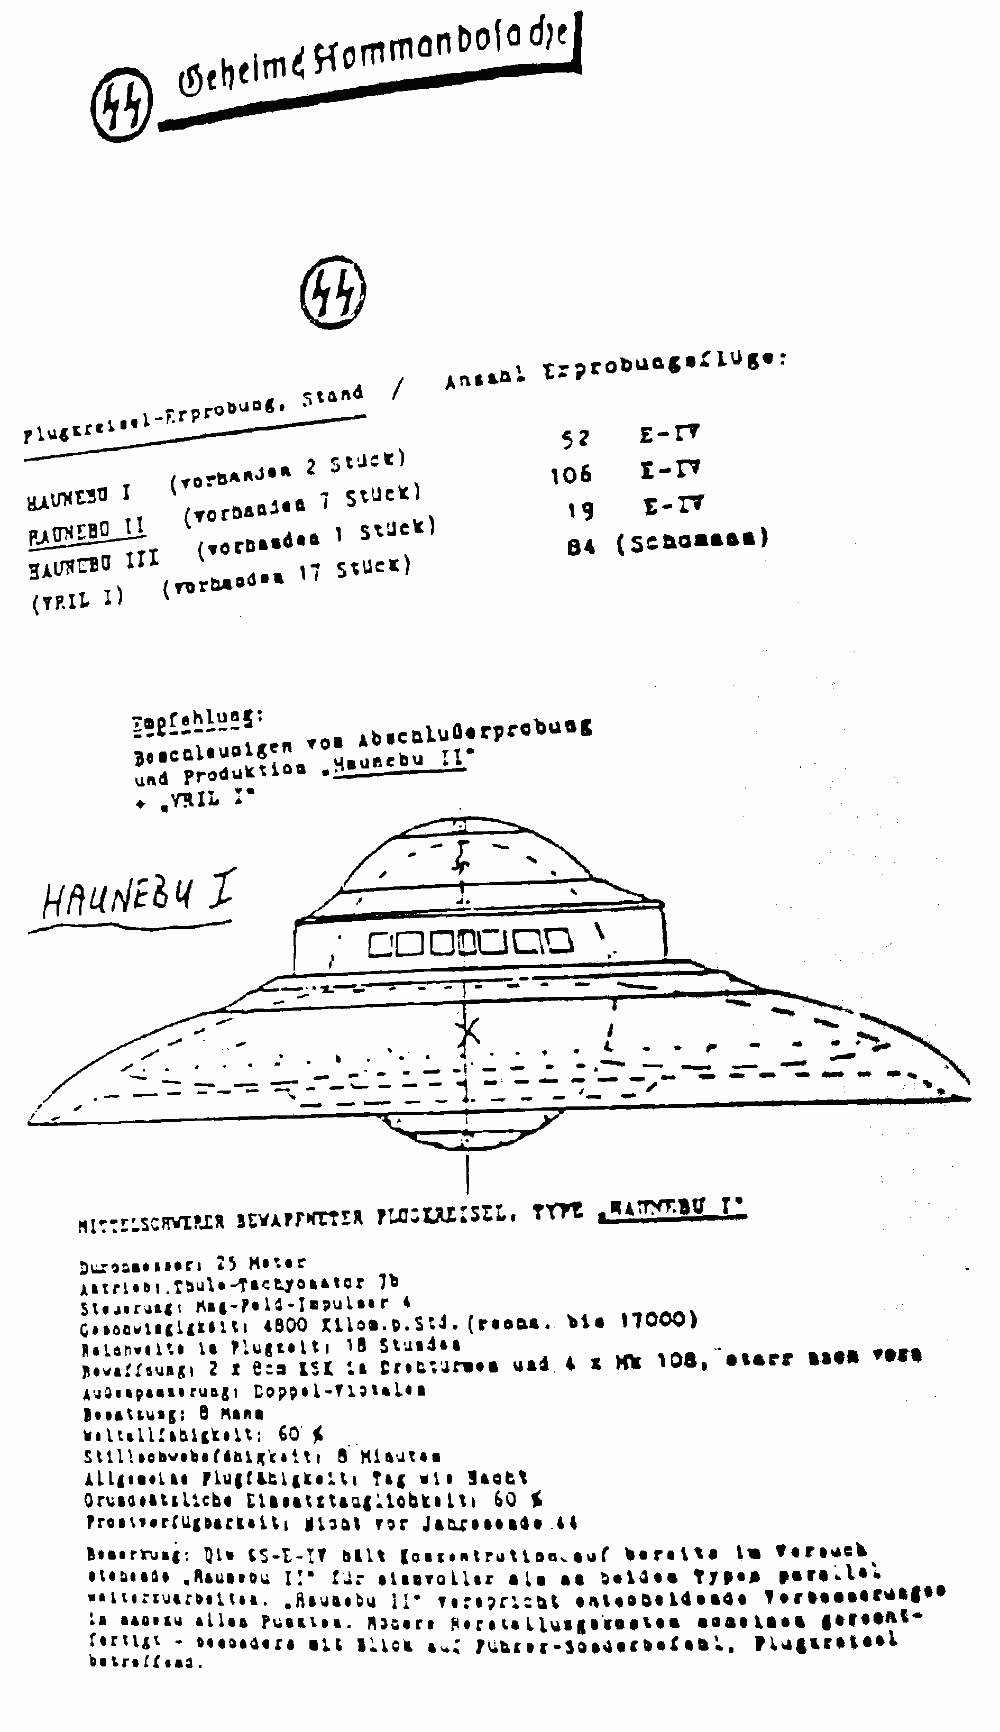 Geheime Kommandosache
Flugkreisel-Erprobung, Stand / Anzahl Erprobungsflüge:
HAUNEBU I (vorhanden 2 Stück) 52 E-IV
HAUNEBU II (vorhanden 7 Stück) 106 E-IV
HAUNEBU III (vorhanden 1 Stück) 19 E-IV
(VRIL I) (vorhanden 17 Stück) 84 (Schumann)
Empfehlung:
Beschleunigen von Abschlußerprobung
und Produktion „Haunebu II"
+ „VRIL I"
HAUNEBU I
MITTELSCHWERER BEWAFFNETER FLUGKREISEL, TYPE „HAUNEBU I"
Durchmesser: 25 Meter
Antrieb: Thule-Tachyonator 7b
Steuerung: Mag-Feld-Impulser 4
Geschwindigkeit: 4800 Kilom.p.Std. (rechn. bis 17000)
Reichweite in Flugzeit: 18 Stunden
Bewaffnung: 2 x 8cm KSK in Drehtürmen und 4 x MK 108, starr nach vorn
Außenpanzerung: Doppel-Victalen
Besatzung: 8 Mann
Weltallfähigkeit: 60 %
Stillschwebefähigkeit: 8 Minuten
Allgemeine Flugfähigkeit: Tag wie Nacht
Grundsätzliche Einsatztauglichkeit: 60 %
Frontverfügbarkeit: Nicht vor Jahresende 44
Bemerkung: Die SS-E-IV hält Konzentration auf bereits im Versuch
stehende „Haunebu II" für sinnvoller als an beiden Typen parallel
weiterzuarbeiten. „Haunebu II" verspricht entscheidende Verbesserungen
in nahezu allen Punkten. Höhere Herstellungskosten scheinen gerecht-
fertigt - besonders mit Blick auf Führer-Sonderbefehl, Flugkreisel
betreffend.